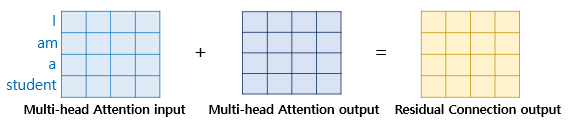 I
am
a
student
+
=
Multi-head Attention input
Multi-head Attention output
Residual Connection output